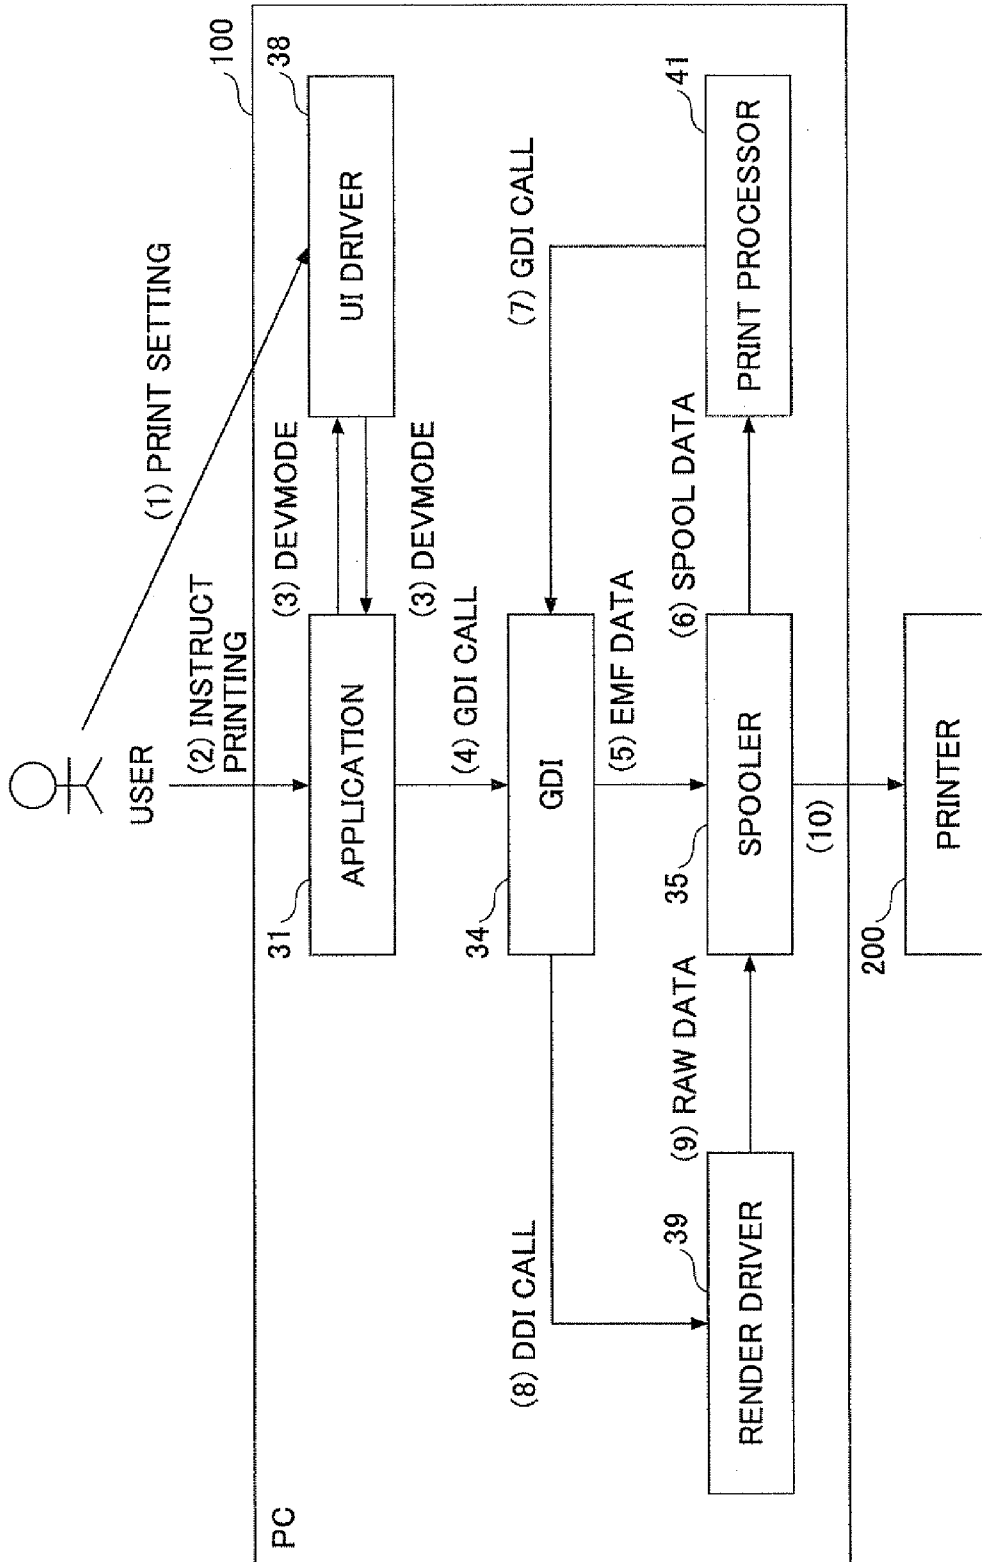 USER
(1) PRINT SETTING
(2) INSTRUCT
PRINTING
100
PC
31
APPLICATION
(3) DEVMODE
(3) DEVMODE
38
UI DRIVER
(4) GDI CALL
34
GDI
(7) GDI CALL
(8) DDI CALL
(5) EMF DATA
39
RENDER DRIVER
(9) RAW DATA
35
SPOOLER
(6) SPOOL DATA
41
PRINT PROCESSOR
(10)
200
PRINTER